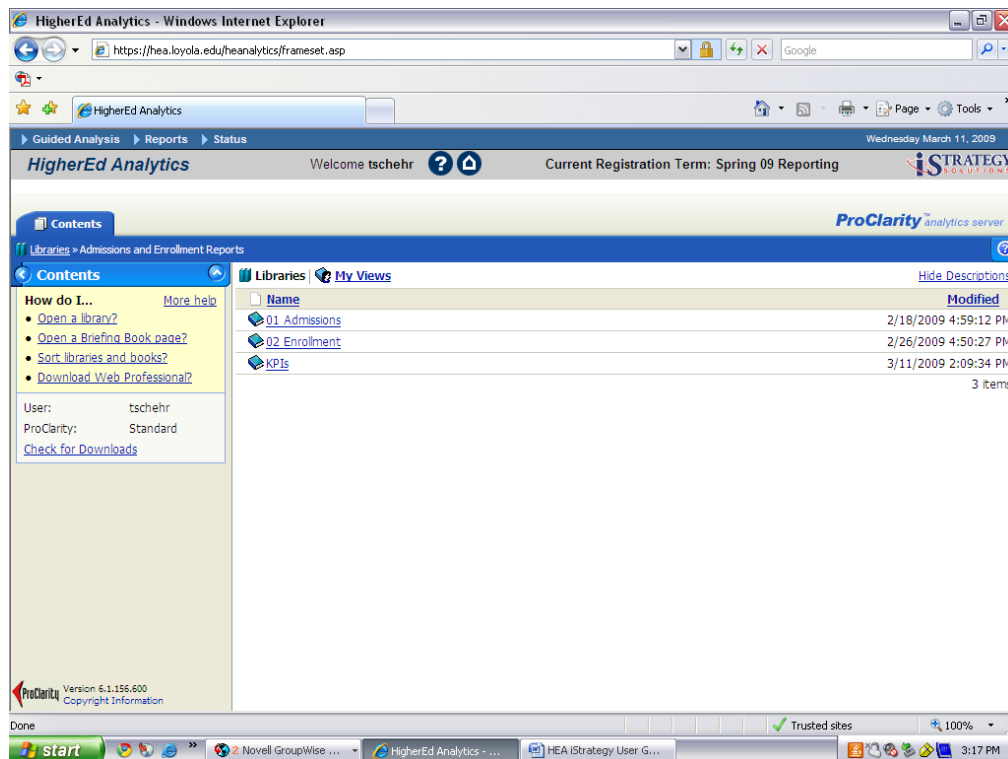 HigherEd Analytics - Windows Internet Explorer
https://hea.loyola.edu/heanalytics/frameset.asp
Google
HigherEd Analytics
Page
Tools
Guided Analysis Reports Status
Wednesday March 11, 2009
HigherEd Analytics
Welcome tschehr
Current Registration Term: Spring 09 Reporting
iSTRATEGY
SOLUTIONS
Contents
ProClarity™ analytics server
Libraries » Admissions and Enrollment Reports
Contents
Libraries My Views
Hide Descriptions
How do I... More help
Open a library?
Open a Briefing Book page?
Sort libraries and books?
Download Web Professional?
User: tschehr
ProClarity: Standard
Check for Downloads
Name Modified
01 Admissions 2/18/2009 4:59:12 PM
02 Enrollment 2/26/2009 4:50:27 PM
KPIs 3/11/2009 2:09:34 PM
3 items
ProClarity
Version 6.1.156.600
Copyright Information
Done
Trusted sites
100%
start
2 Novell GroupWise ...
HigherEd Analytics - ...
HEA iStrategy User G...
3:17 PM